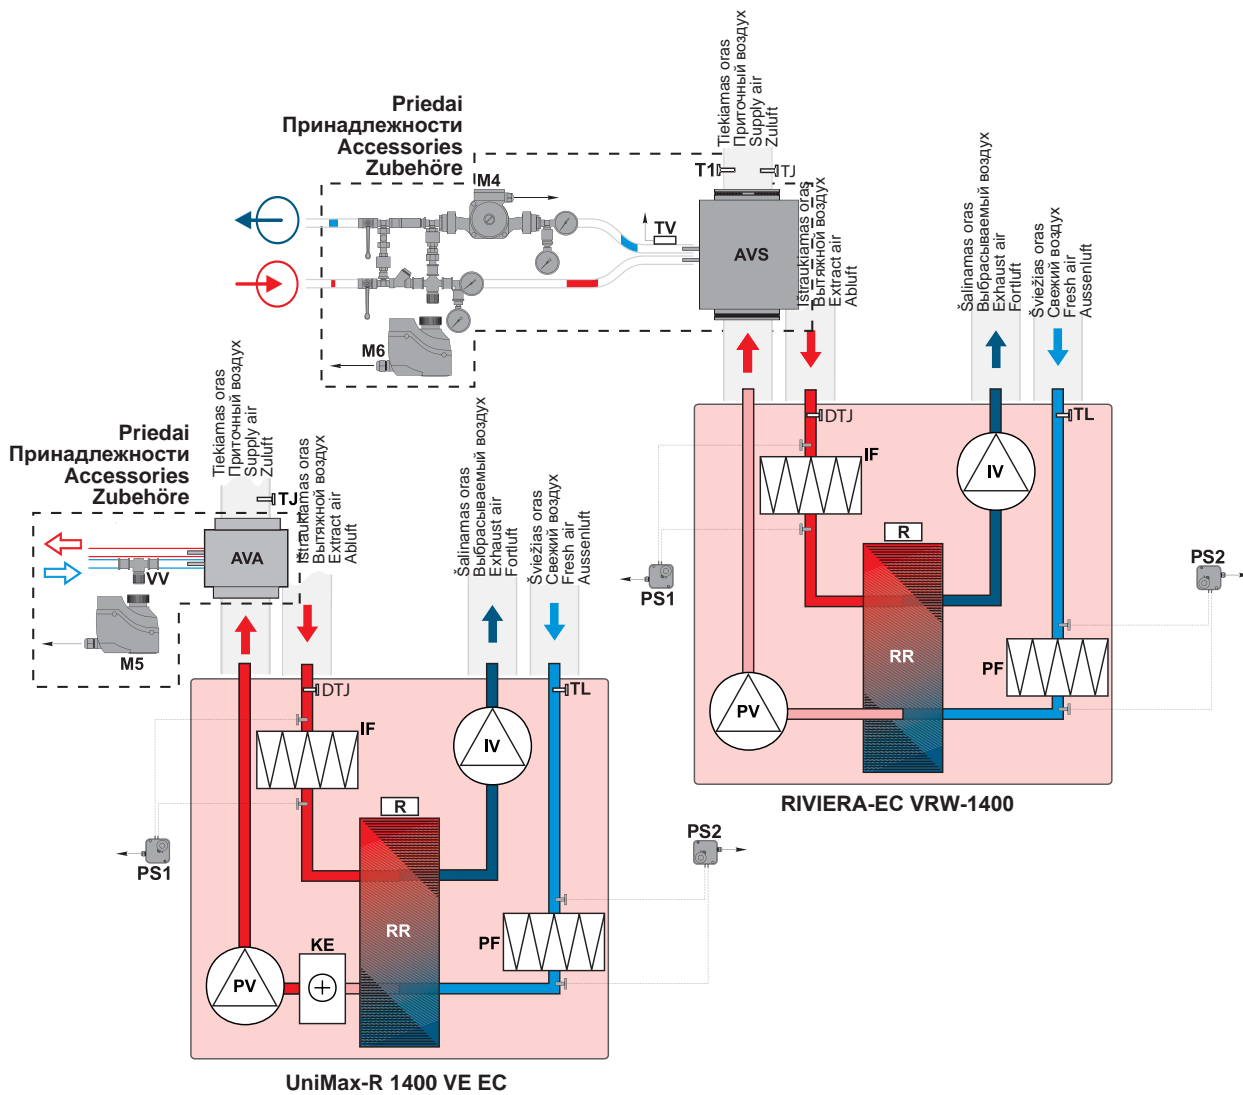 Priedai
Принадлежности
Accessories
Zubehöre
Tiekiamas oras
Приточный воздух
Supply air
Zuluft
T1
TJ
M4
TV
AVS
M6
Ištraukiamas oras
Вытяжной воздух
Extract air
Abluft
Šalinamas oras
Выбрасываемый воздух
Exhaust air
Fortluft
Šviežias oras
Свежий воздух
Fresh air
Aussenluft
DTJ
TL
IF
IV
R
PS1
PS2
RR
PF
PV
RIVIERA-EC VRW-1400
Priedai
Принадлежности
Accessories
Zubehöre
Tiekiamas oras
Приточный воздух
Supply air
Zuluft
TJ
AVA
VV
M5
Ištraukiamas oras
Вытяжной воздух
Extract air
Abluft
Šalinamas oras
Выбрасываемый воздух
Exhaust air
Fortluft
Šviežias oras
Свежий воздух
Fresh air
Aussenluft
DTJ
TL
IF
IV
R
PS1
PS2
RR
PF
KE
PV
UniMax-R 1400 VE EC